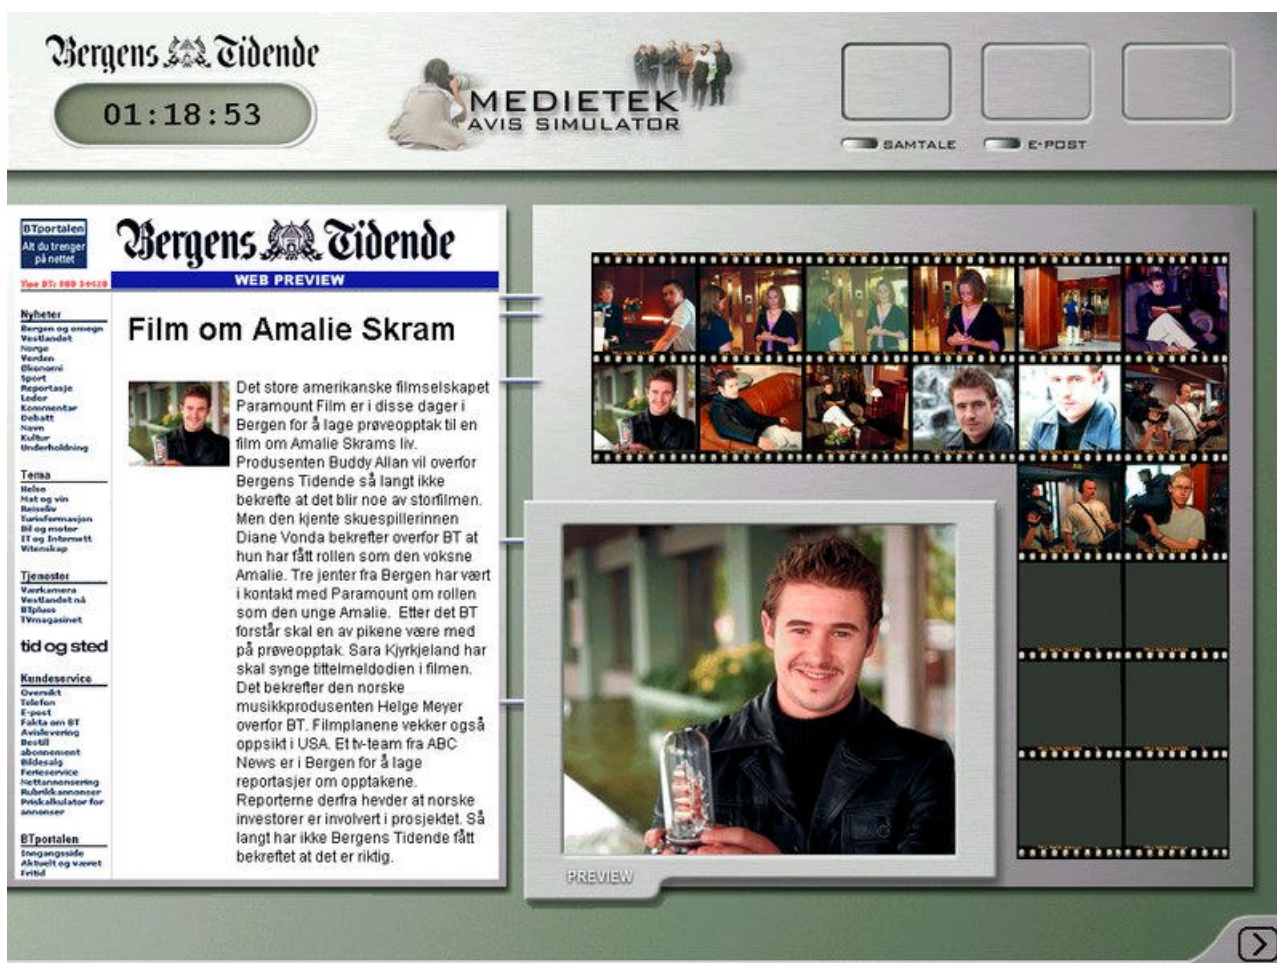 Bergens Tidende
01:18:53
MEDIETEK
AVIS SIMULATOR
SAMTALE
E-POST
BTportalen
Alt du trenger
på nettet
Tips BT:
Bergens Tidende
WEB PREVIEW
Nyheter
Bergen og omegn
Vestlandet
Norge
Verden
Økonomi
Sport
Reportasje
Leder
Kommentar
Debatt
Navn
Kultur
Underholdning
Tema
Helse
Mat og vin
Reiseliv
Turinformasjon
Bil og motor
IT og Internett
Vitenskap
Tjenester
Værkamera
Vestlandet nå
BTpluss
TVmagasinet
tid og sted
Kundeservice
Oversikt
Telefon
E-post
Fakta om BT
Avislevering
Bestill
abonnement
Bildesalg
Ferieservice
Nettannonsering
Rubrikkannonser
Priskalkulator for
annonser
BTportalen
Inngangsside
Aktuelt og været
Fritid
Film om Amalie Skram
Det store amerikanske filmselskapet
Paramount Film er i disse dager i
Bergen for å lage prøveopptak til en
film om Amalie Skrams liv.
Produsenten Buddy Allan vil overfor
Bergens Tidende så langt ikke
bekrefte at det blir noe av storfilmen.
Men den kjente skuespillerinnen
Diane Vonda bekrefter overfor BT at
hun har fått rollen som den voksne
Amalie. Tre jenter fra Bergen har vært
i kontakt med Paramount om rollen
som den unge Amalie. Etter det BT
forstår skal en av pikene være med
på prøveopptak. Sara Kjyrkjeland har
skal synge tittelmeldodien i filmen.
Det bekrefter den norske
musikkprodusenten Helge Meyer
overfor BT. Filmplanene vekker også
oppsikt i USA. Et tv-team fra ABC
News er i Bergen for å lage
reportasjer om opptakene.
Reporterne derfra hevder at norske
investorer er involvert i prosjektet. Så
langt har ikke Bergens Tidende fått
bekreftet at det er riktig.
PREVIEW